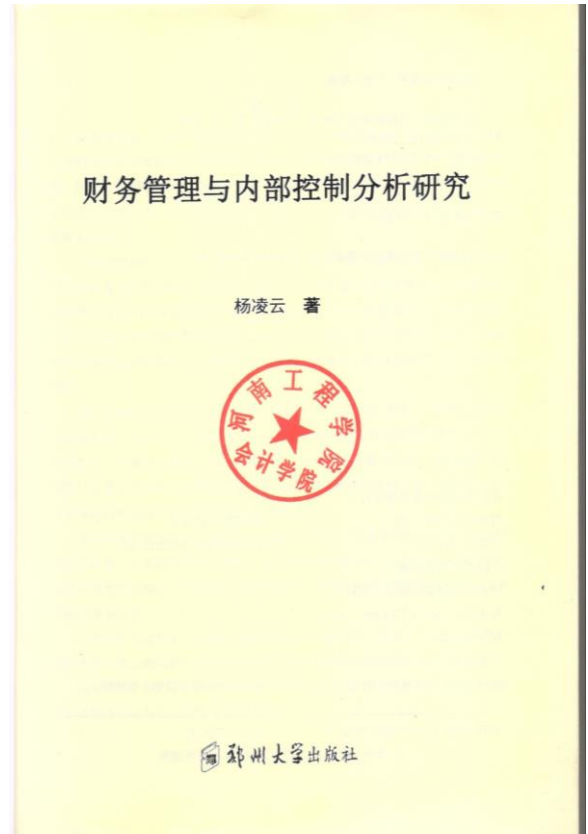 财务管理与内部控制分析研究
杨凌云 著
河南工程学院
会计学院
郑州大学出版社